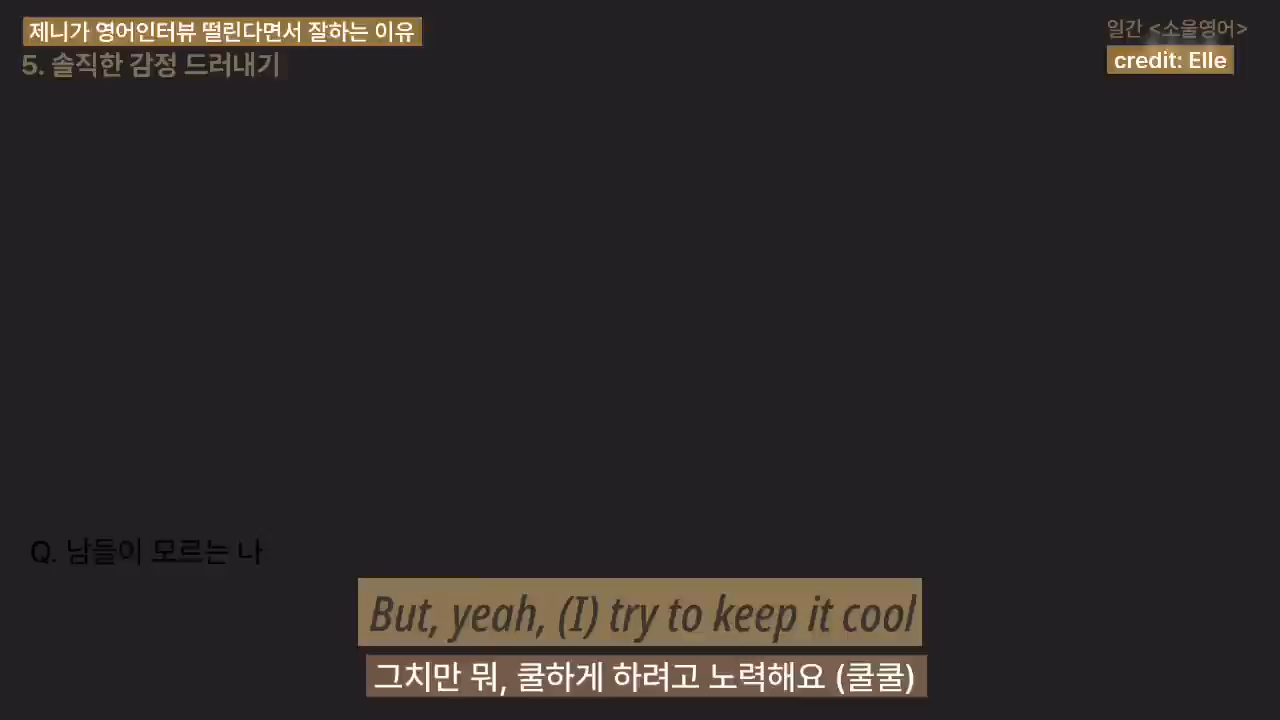 제니가 영어인터뷰 떨린다면서 잘하는 이유
5. 솔직한 감정 드러내기
일간 <소울영어>
credit: Elle
Q. 남들이 모르는 나
But, yeah, (I) try to keep it cool
그치만 뭐, 쿨하게 하려고 노력해요 (쿨쿨)